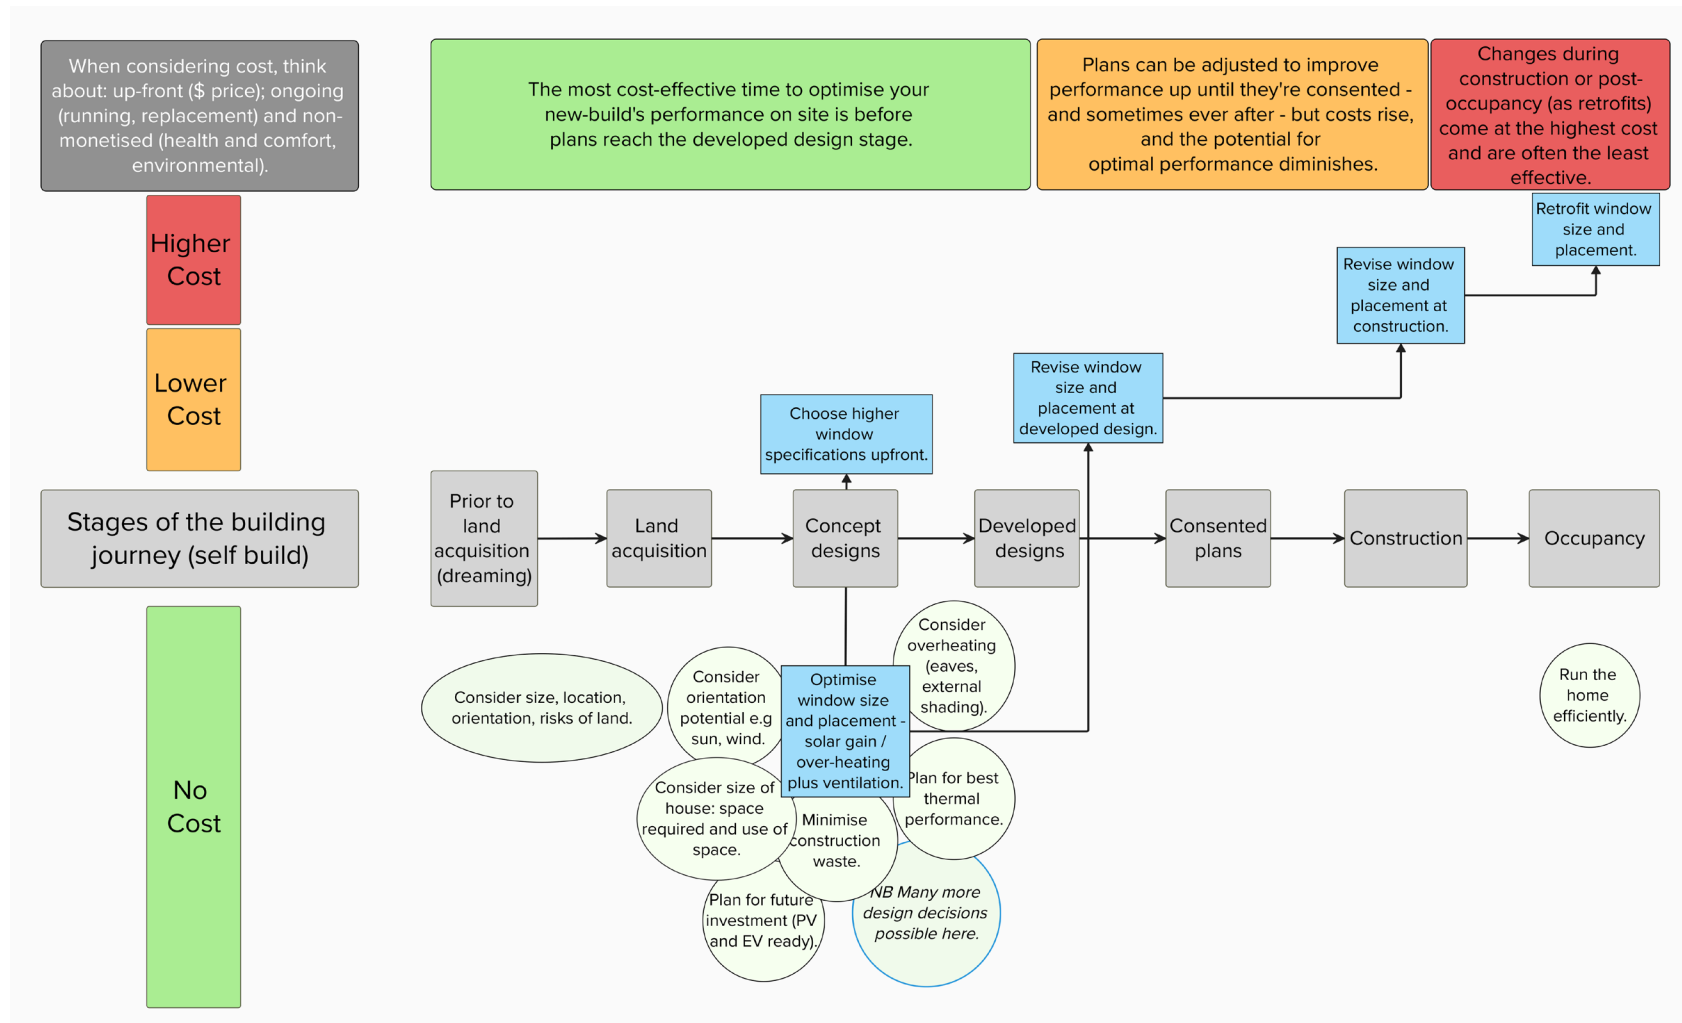 When considering cost, think
about: up-front ($ price); ongoing
(running, replacement) and non-
monetised (health and comfort,
environmental).
The most cost-effective time to optimise your
new-build's performance on site is before
plans reach the developed design stage.
Plans can be adjusted to improve
performance up until they're consented -
and sometimes ever after - but costs rise,
and the potential for
optimal performance diminishes.
Changes during
construction or post-
occupancy (as retrofits)
come at the highest cost
and are often the least
effective.
Higher
Cost
Lower
Cost
Retrofit window
size and
placement.
Revise window
size and
placement at
construction.
Revise window
size and
placement at
developed design.
Choose higher
window
specifications upfront.
Stages of the building
journey (self build)
Prior to
land
acquisition
(dreaming)
Land
acquisition
Concept
designs
Developed
designs
Consented
plans
Construction
Occupancy
No
Cost
Consider size, location,
orientation, risks of land.
Consider
orientation
potential e.g
sun, wind.
Optimise
window size
and placement -
solar gain /
over-heating
plus ventilation.
Consider
overheating
(eaves,
external
shading).
Run the
home
efficiently.
Consider size of
house: space
required and use of
space.
Minimise
construction
waste.
Plan for best
thermal
performance.
Plan for future
investment (PV
and EV ready).
NB Many more
design decisions
possible here.